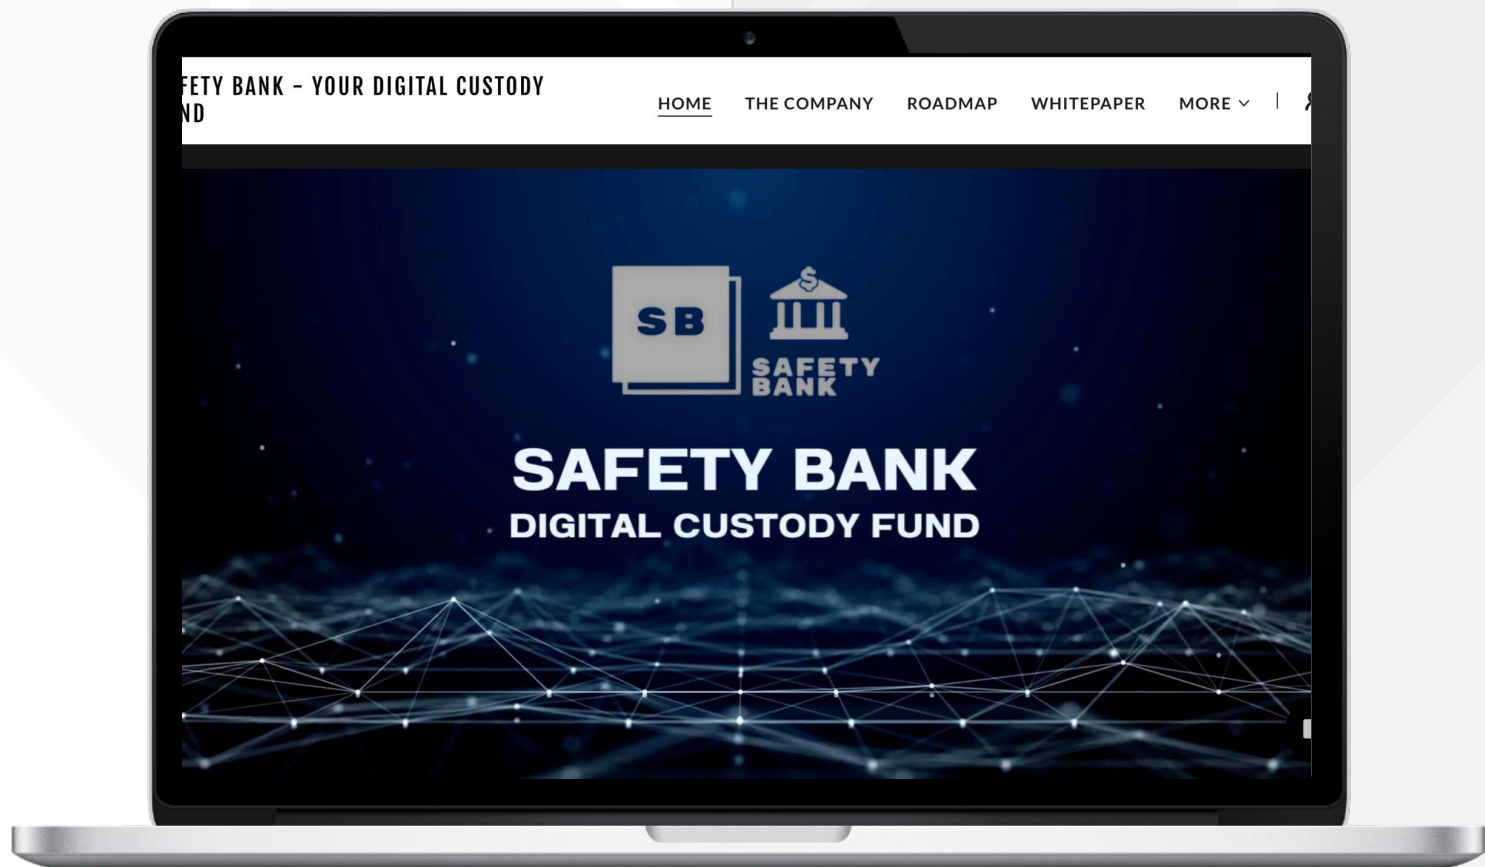 FETY BANK – YOUR DIGITAL CUSTODY
ND
HOME THE COMPANY ROADMAP WHITEPAPER MORE
SB
SAFETY
BANK
SAFETY BANK
DIGITAL CUSTODY FUND